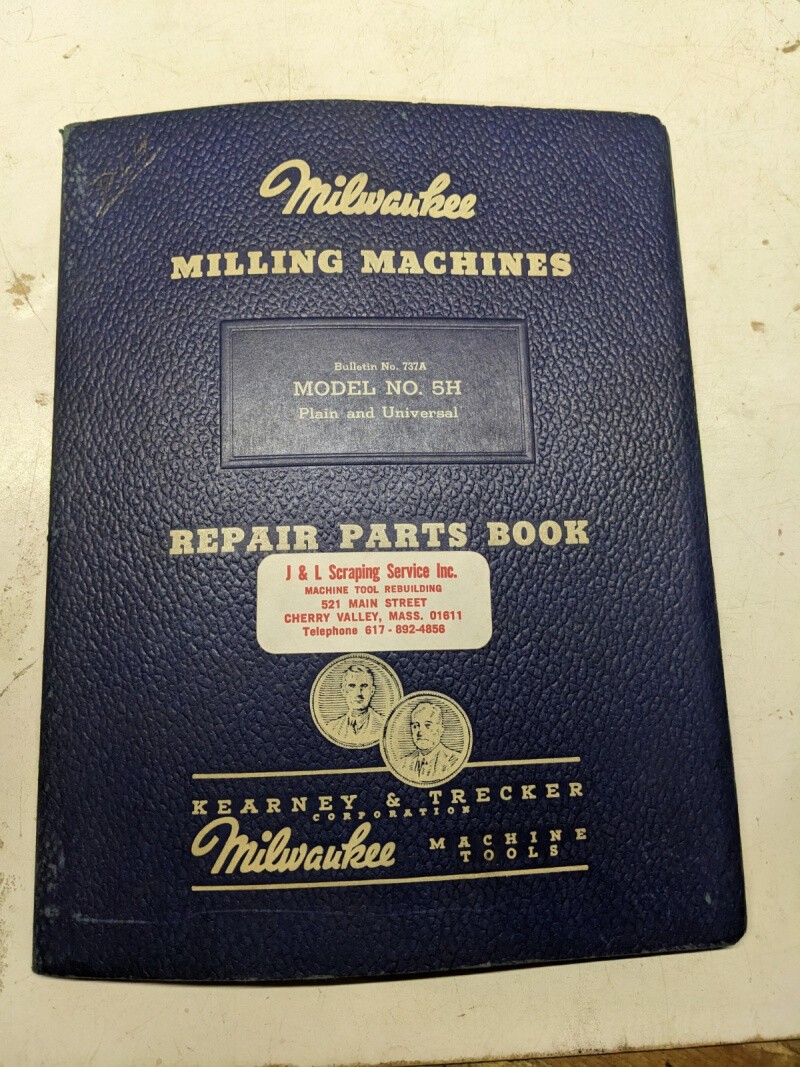 Milwaukee
MILLING MACHINES
Bulletin No. 737A
MODEL NO. 5H
Plain and Universal
REPAIR PARTS BOOK
J & L Scraping Service Inc.
MACHINE TOOL REBUILDING
521 MAIN STREET
CHERRY VALLEY, MASS. 01611
Telephone 617-892-4856
KEARNEY & TRECKER
CORPORATION
Milwaukee MACHINE
TOOLS